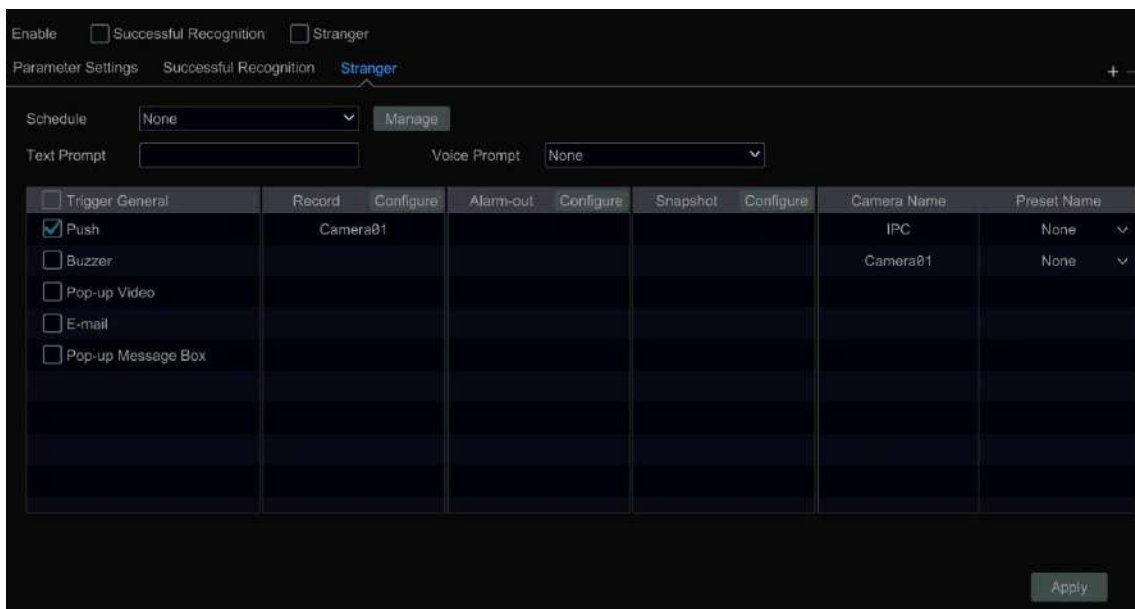 Enable Successful Recognition Stranger
Parameter Settings Successful Recognition Stranger + -
Schedule None Manage
Text Prompt Voice Prompt None
Trigger General Record Configure Alarm-out Configure Snapshot Configure Camera Name Preset Name
Push Camera01 IPC None
Buzzer Camera01 None
Pop-up Video
E-mail
Pop-up Message Box
Apply